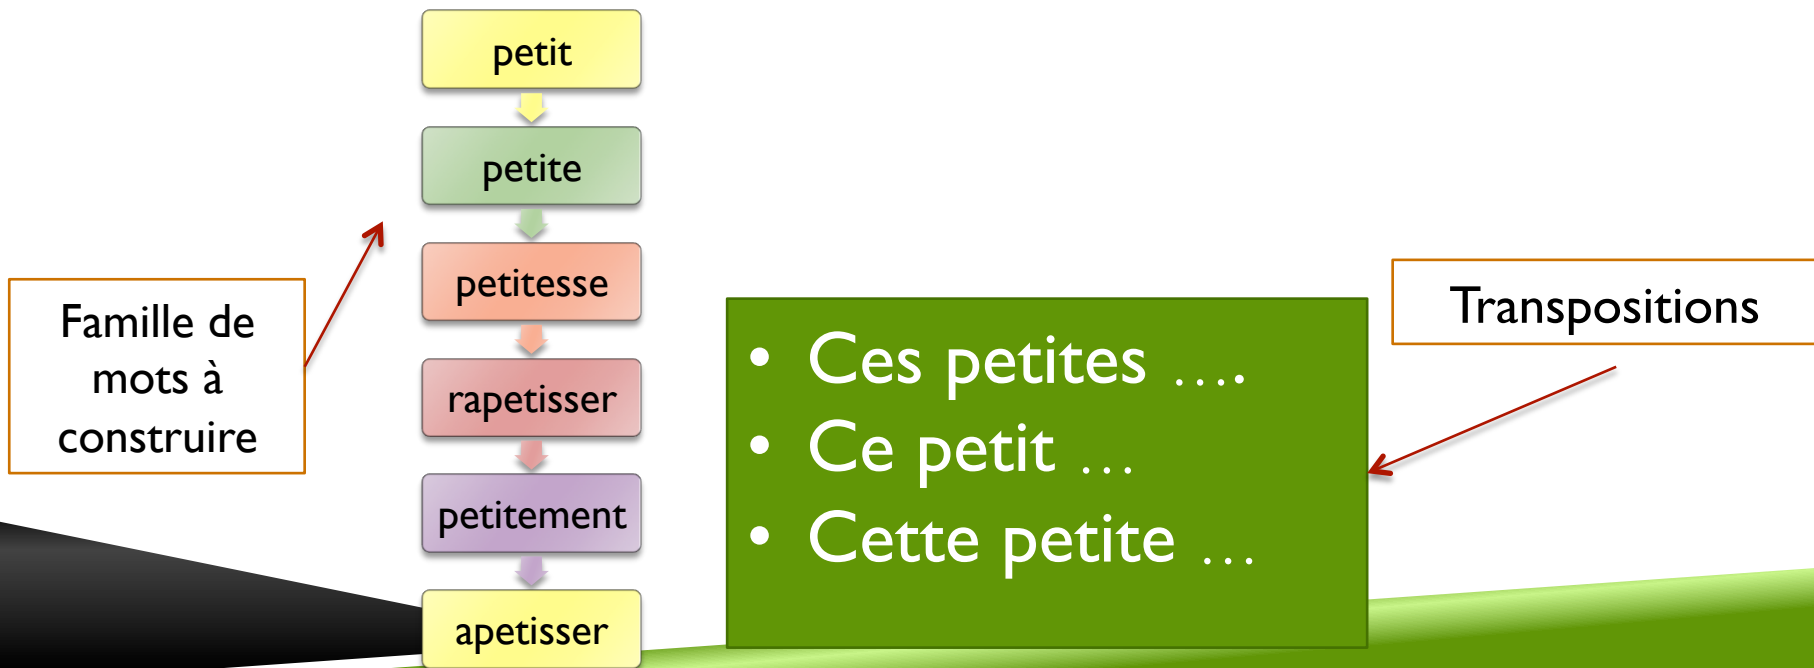 petit
petite
petitesse
rapetisser
petitement
apetisser
Famille de
mots à
construire
• Ces petites ….
• Ce petit …
• Cette petite …
Transpositions